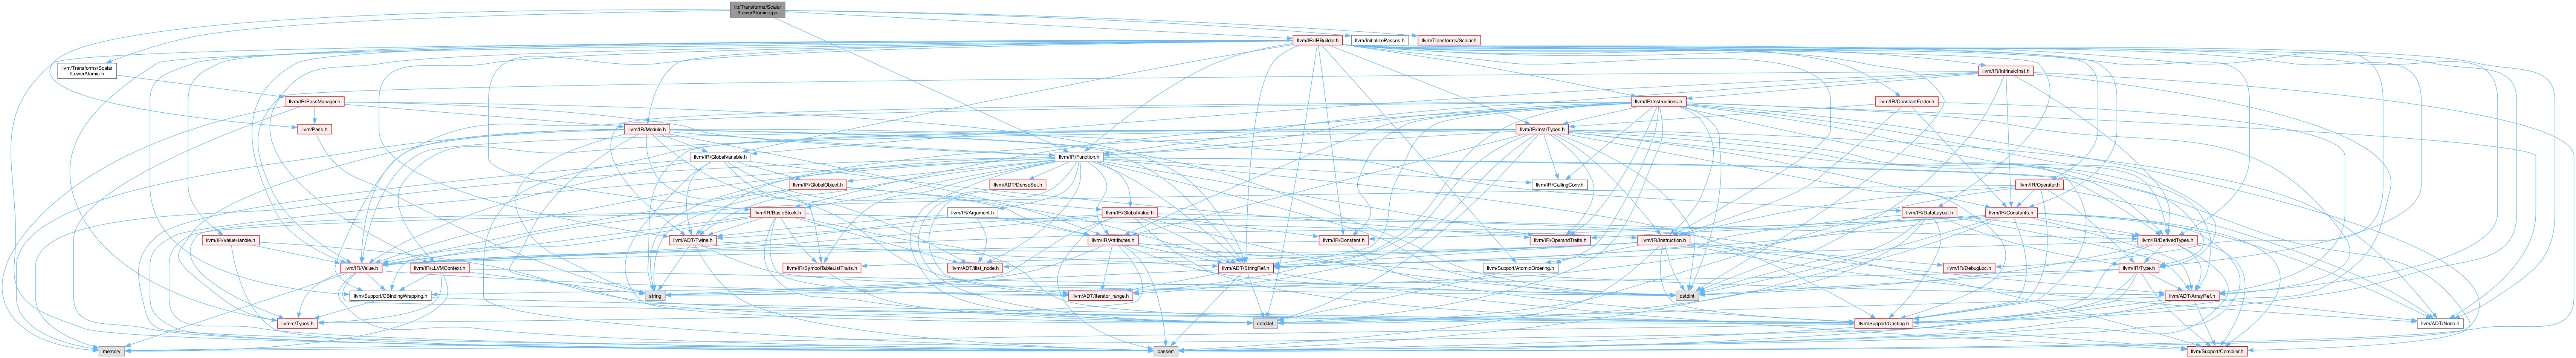 lib/Transforms/Scalar
/LowerAtomic.cpp
llvm/IR/IRBuilder.h
llvm/InitializePasses.h
llvm/Transforms/Scalar.h
llvm/Transforms/Scalar
/LowerAtomic.h
llvm/IR/IntrinsicInst.h
llvm/IR/PassManager.h
llvm/IR/Instructions.h
llvm/IR/ConstantFolder.h
llvm/Pass.h
llvm/IR/Module.h
llvm/IR/InstrTypes.h
llvm/IR/GlobalVariable.h
llvm/IR/Function.h
llvm/IR/GlobalObject.h
llvm/ADT/DenseSet.h
llvm/IR/CallingConv.h
llvm/IR/Operator.h
llvm/IR/BasicBlock.h
llvm/IR/Argument.h
llvm/IR/GlobalValue.h
llvm/IR/DataLayout.h
llvm/IR/Constants.h
llvm/IR/ValueHandle.h
llvm/ADT/Twine.h
llvm/IR/Attributes.h
llvm/IR/Constant.h
llvm/IR/OperandTraits.h
llvm/IR/Instruction.h
llvm/IR/DerivedTypes.h
llvm/IR/Value.h
llvm/IR/LLVMContext.h
llvm/IR/SymbolTableListTraits.h
llvm/ADT/ilist_node.h
llvm/ADT/StringRef.h
llvm/Support/AtomicOrdering.h
llvm/IR/DebugLoc.h
llvm/IR/Type.h
llvm/Support/CBindingWrapping.h
string
llvm/ADT/iterator_range.h
cstdint
llvm/ADT/ArrayRef.h
llvm-c/Types.h
cstddef
llvm/Support/Casting.h
llvm/ADT/None.h
memory
cassert
llvm/Support/Compiler.h